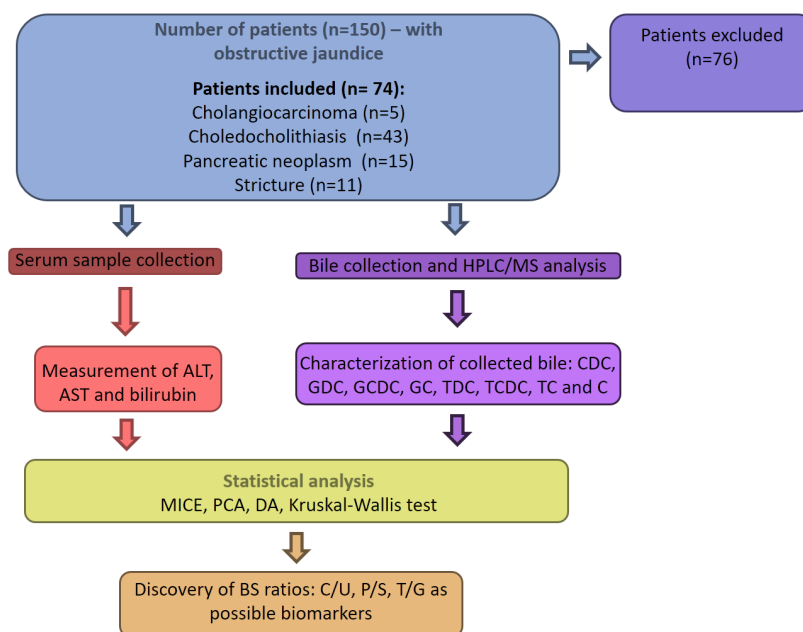 Number of patients (n=150) – with
obstructive jaundice
Patients included (n= 74):
Cholangiocarcinoma (n=5)
Choledocholithiasis (n=43)
Pancreatic neoplasm (n=15)
Stricture (n=11)
Patients excluded
(n=76)
Serum sample collection
Bile collection and HPLC/MS analysis
Measurement of ALT,
AST and bilirubin
Characterization of collected bile: CDC,
GDC, GCDC, GC, TDC, TCDC, TC and C
Statistical analysis
MICE, PCA, DA, Kruskal-Wallis test
Discovery of BS ratios: C/U, P/S, T/G as
possible biomarkers